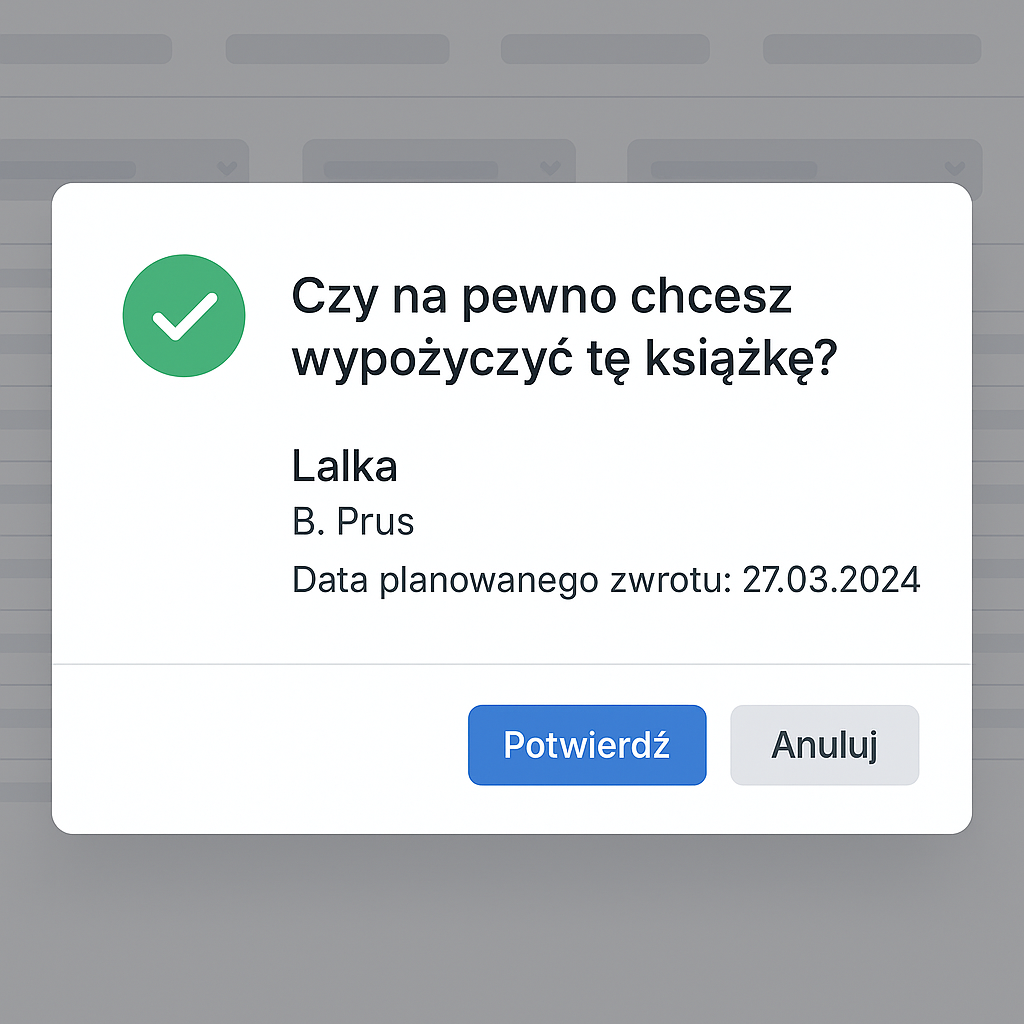 Czy na pewno chcesz
wypożyczyć tę książkę?
Lalka
B. Prus
Data planowanego zwrotu: 27.03.2024
Potwierdź
Anuluj